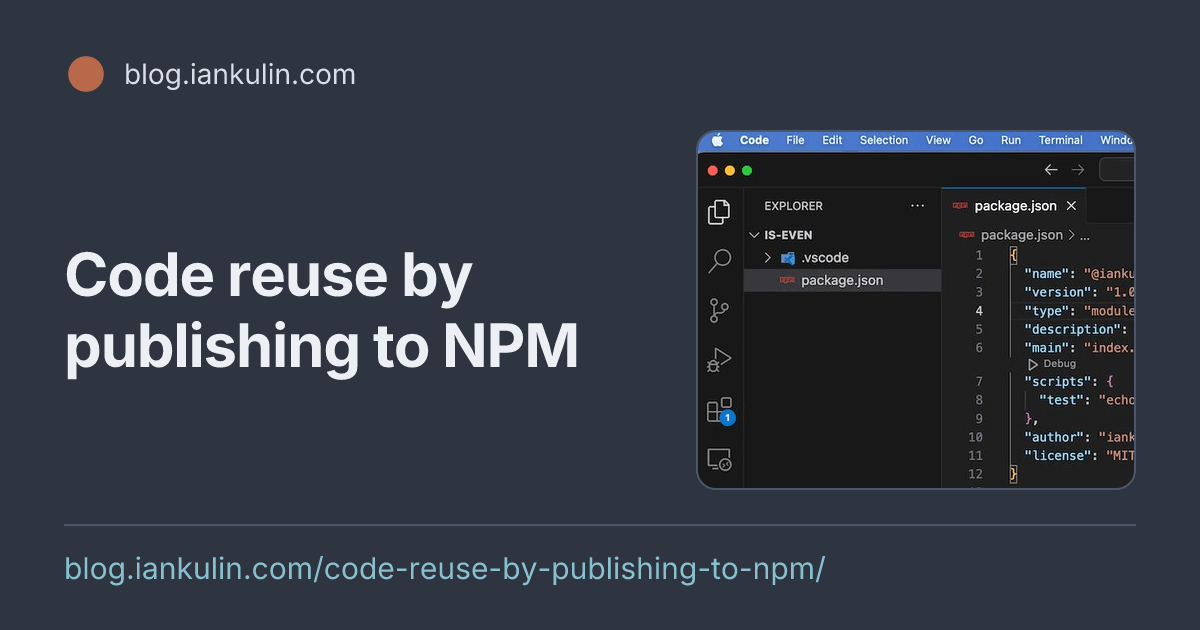 blog.iankulin.com
Code reuse by
publishing to NPM
Code File Edit Selection View Go Run Terminal
EXPLORER ...
IS-EVEN
.vscode
package.json
package.json
package.json > ...
1 {
2 "name": "@ianku
3 "version": "1.0
4 "type": "module
5 "description":
6 "main": "index.
Debug
7 "scripts": {
8 "test": "echo
9 },
10 "author": "iank
11 "license": "MIT
12 }
1
blog.iankulin.com/code-reuse-by-publishing-to-npm/